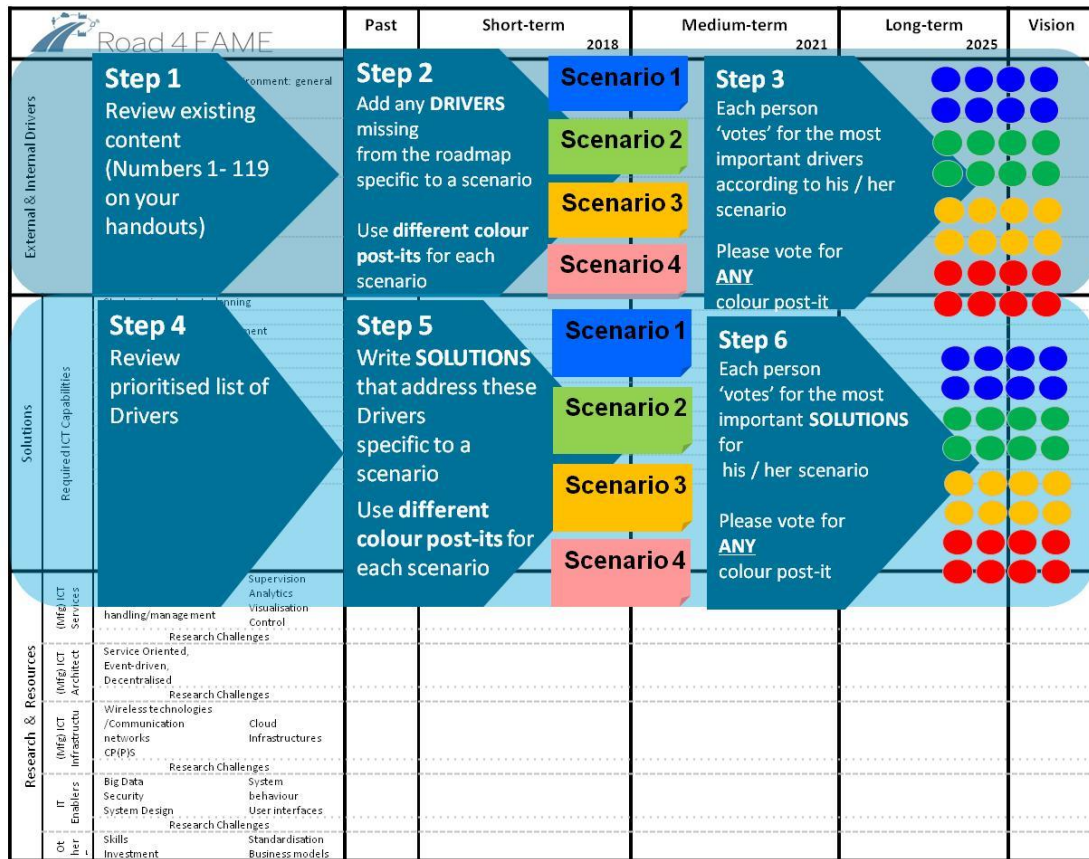 Road 4 FAME
Past
Short-term
2018
Medium-term
2021
Long-term
2025
Vision
External & Internal Drivers
ironment: general
Step 1
Review existing
content
(Numbers 1- 119
on your
handouts)
Step 2
Add any DRIVERS
missing
from the roadmap
specific to a scenario
Use different colour
post-its for each
scenario
Scenario 1
Scenario 2
Scenario 3
Scenario 4
Step 3
Each person
‘votes’ for the most
important drivers
according to his / her
scenario
Please vote for
ANY
colour post-it
Solutions
Required ICT Capabilities
Step 4
Review
prioritised list of
Drivers
Step 5
Write SOLUTIONS
that address these
Drivers
specific to a
scenario
Use different
colour post-its for
each scenario
Scenario 1
Scenario 2
Scenario 3
Scenario 4
Step 6
Each person
‘votes’ for the most
important SOLUTIONS
for
his / her scenario
Please vote for
ANY
colour post-it
Research & Resources
(Mfg) ICT
Services
handling/management
Supervision
Analytics
Visualisation
Control
Research Challenges
(Mfg) ICT
Architect
Service Oriented,
Event-driven,
Decentralised
Research Challenges
(Mfg) ICT
Infrastructu
Wireless technologies
/Communication
networks
CP(P)S
Cloud
Infrastructures
Research Challenges
IT
Enablers
Big Data
Security
System Design
System
behaviour
User interfaces
Research Challenges
Ot
her
Skills
Investment
Standardisation
Business models